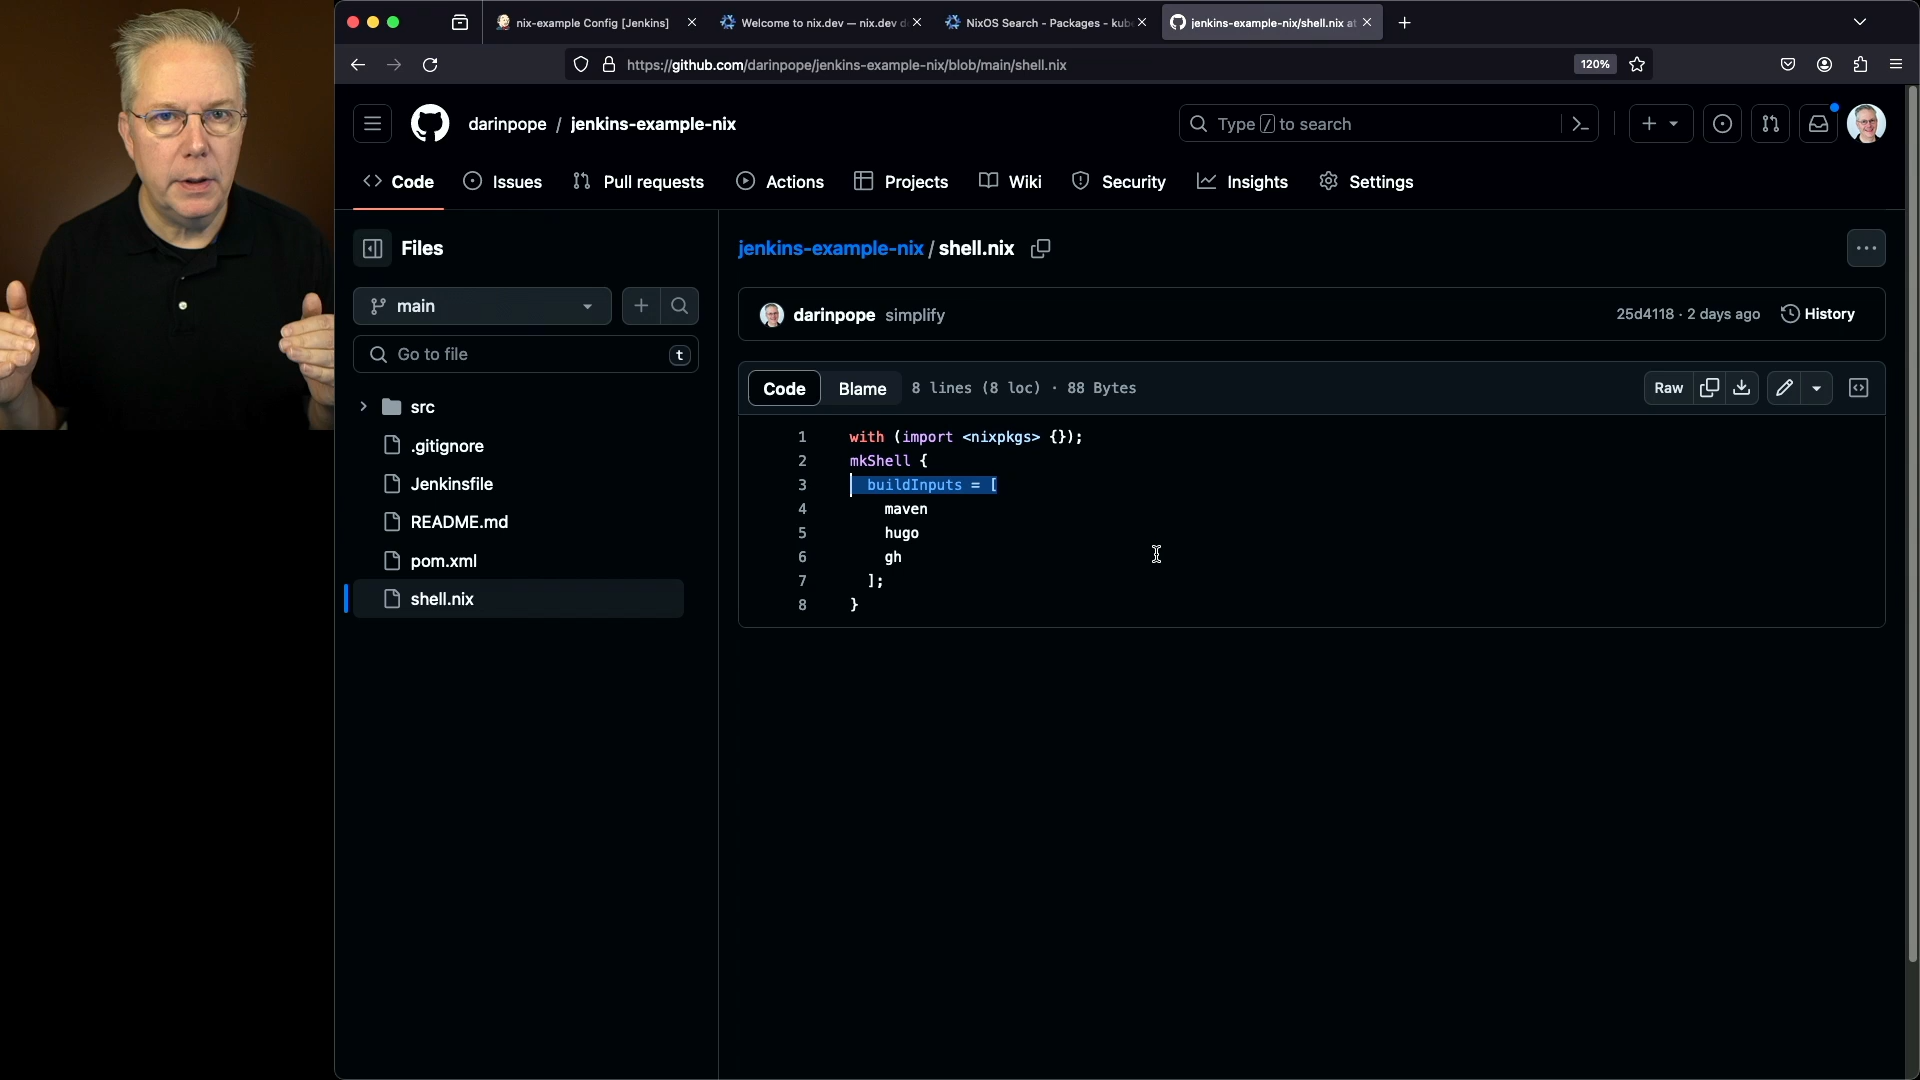 nix-example Config [Jenkins]
Welcome to nix.dev — nix.dev d
NixOS Search - Packages - kub
jenkins-example-nix/shell.nix at
https://github.com/darinpope/jenkins-example-nix/blob/main/shell.nix
120%
darinpope / jenkins-example-nix
Type / to search
Code
Issues
Pull requests
Actions
Projects
Wiki
Security
Insights
Settings
Files
main
Go to file
t
src
.gitignore
Jenkinsfile
README.md
pom.xml
shell.nix
jenkins-example-nix / shell.nix
darinpope simplify
25d4118 · 2 days ago
History
Code
Blame
8 lines (8 loc) · 88 Bytes
Raw
1 with (import <nixpkgs> {});
2 mkShell {
3 buildInputs = [
4 maven
5 hugo
6 gh
7 ];
8 }